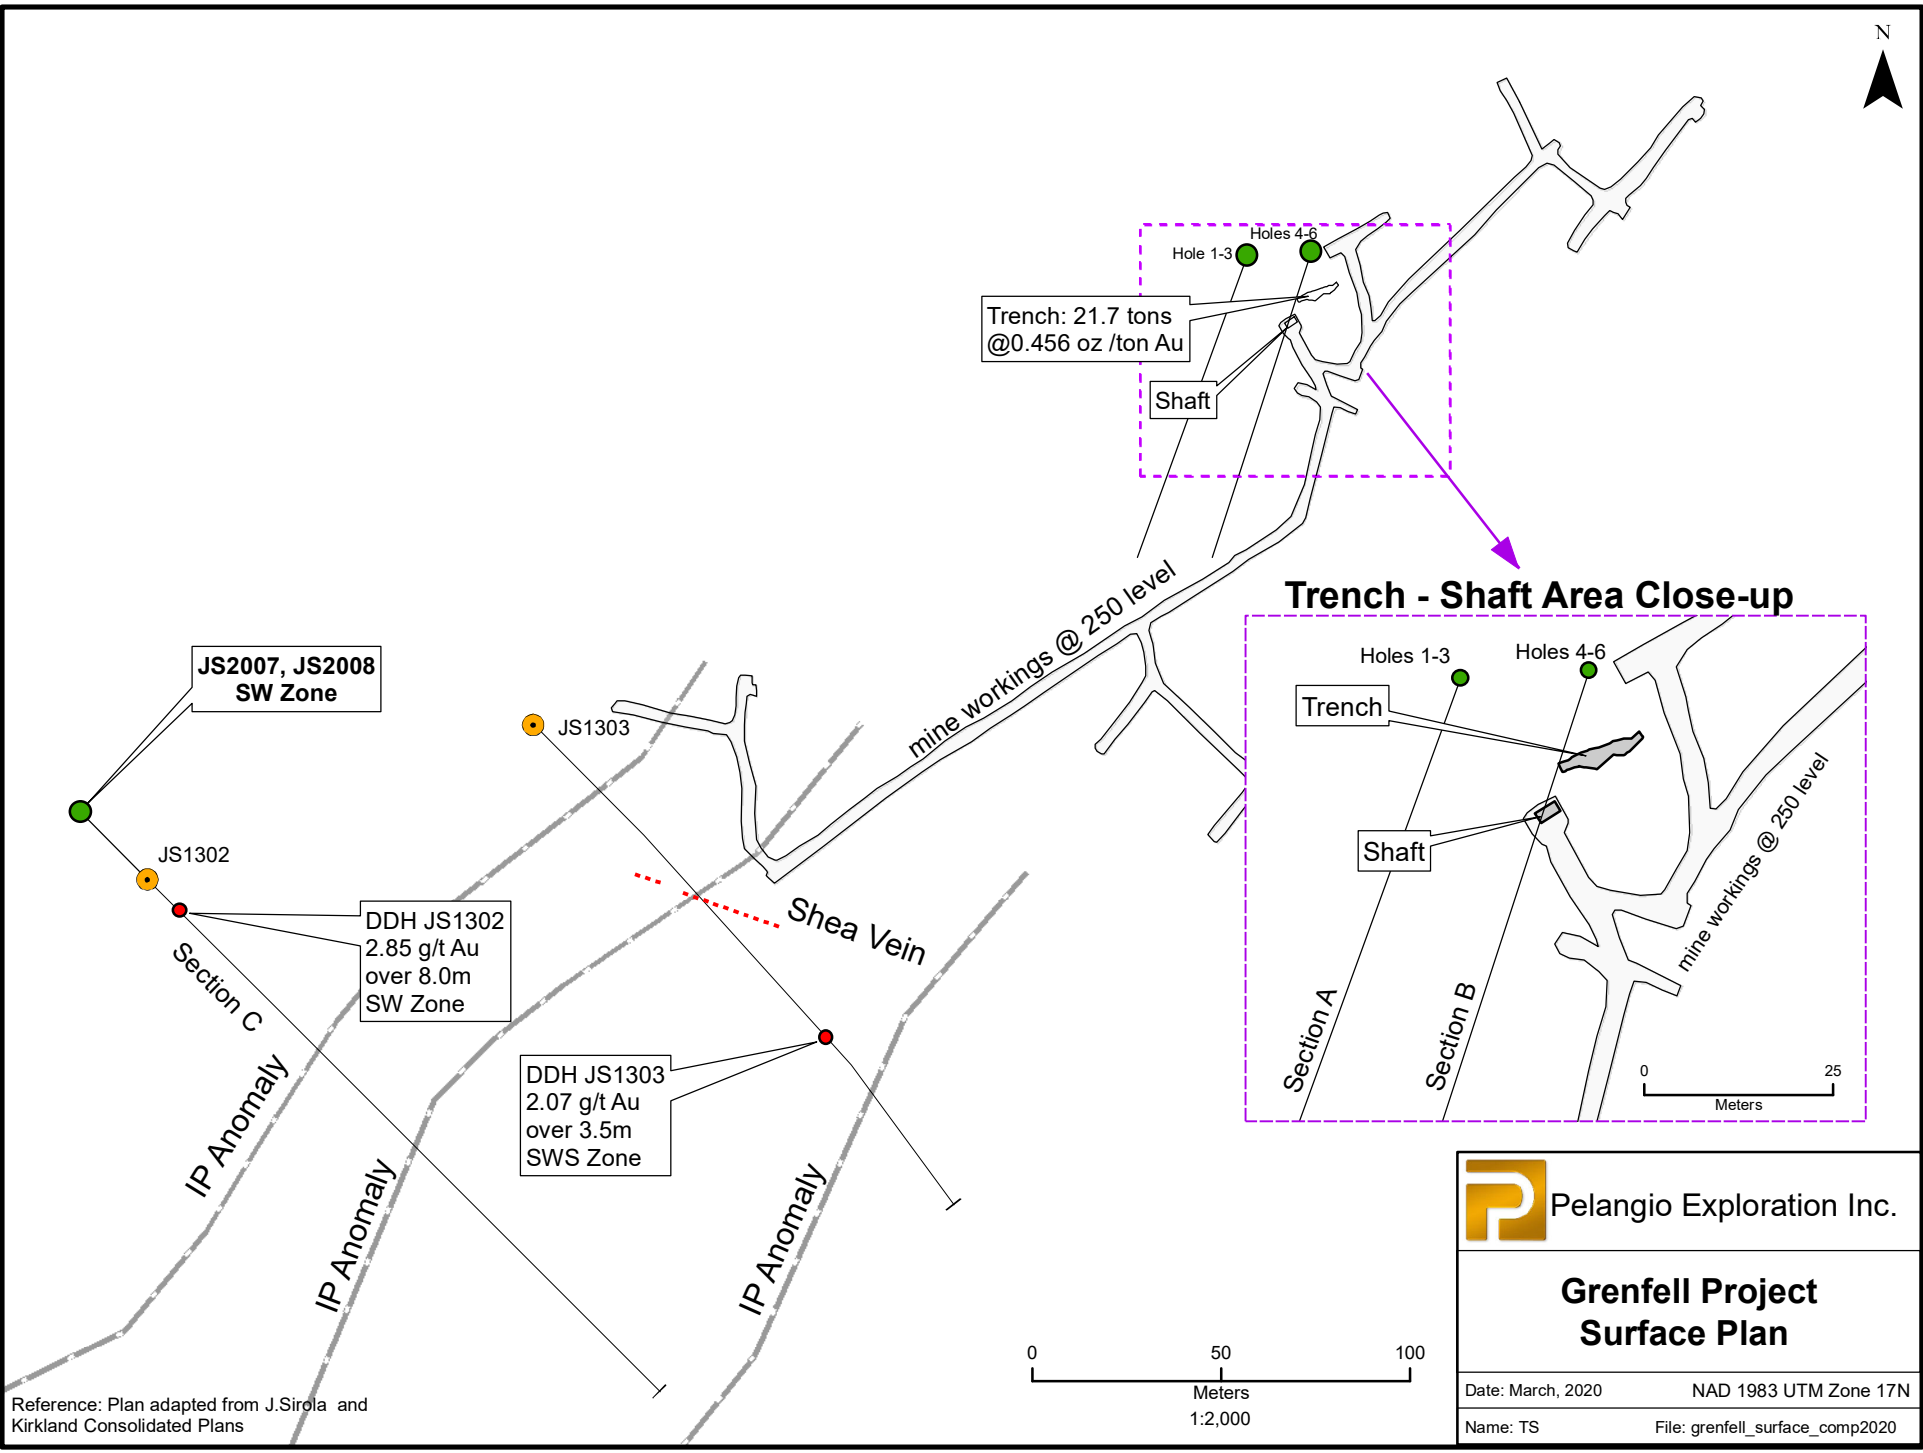 N
Holes 4-6
Hole 1-3
Trench: 21.7 tons
@0.456 oz /ton Au
Shaft
mine workings @ 250 level
Trench - Shaft Area Close-up
Holes 1-3
Holes 4-6
Trench
Shaft
mine workings @ 250 level
Section A
Section B
0 25
Meters
JS2007, JS2008
SW Zone
JS1303
JS1302
DDH JS1302
2.85 g/t Au
over 8.0m
SW Zone
Section C
Shea Vein
DDH JS1303
2.07 g/t Au
over 3.5m
SWS Zone
IP Anomaly
IP Anomaly
IP Anomaly
0 50 100
Meters
1:2,000
Reference: Plan adapted from J.Sirola and
Kirkland Consolidated Plans
Pelangio Exploration Inc.
Grenfell Project
Surface Plan
Date: March, 2020 NAD 1983 UTM Zone 17N
Name: TS File: grenfell_surface_comp2020